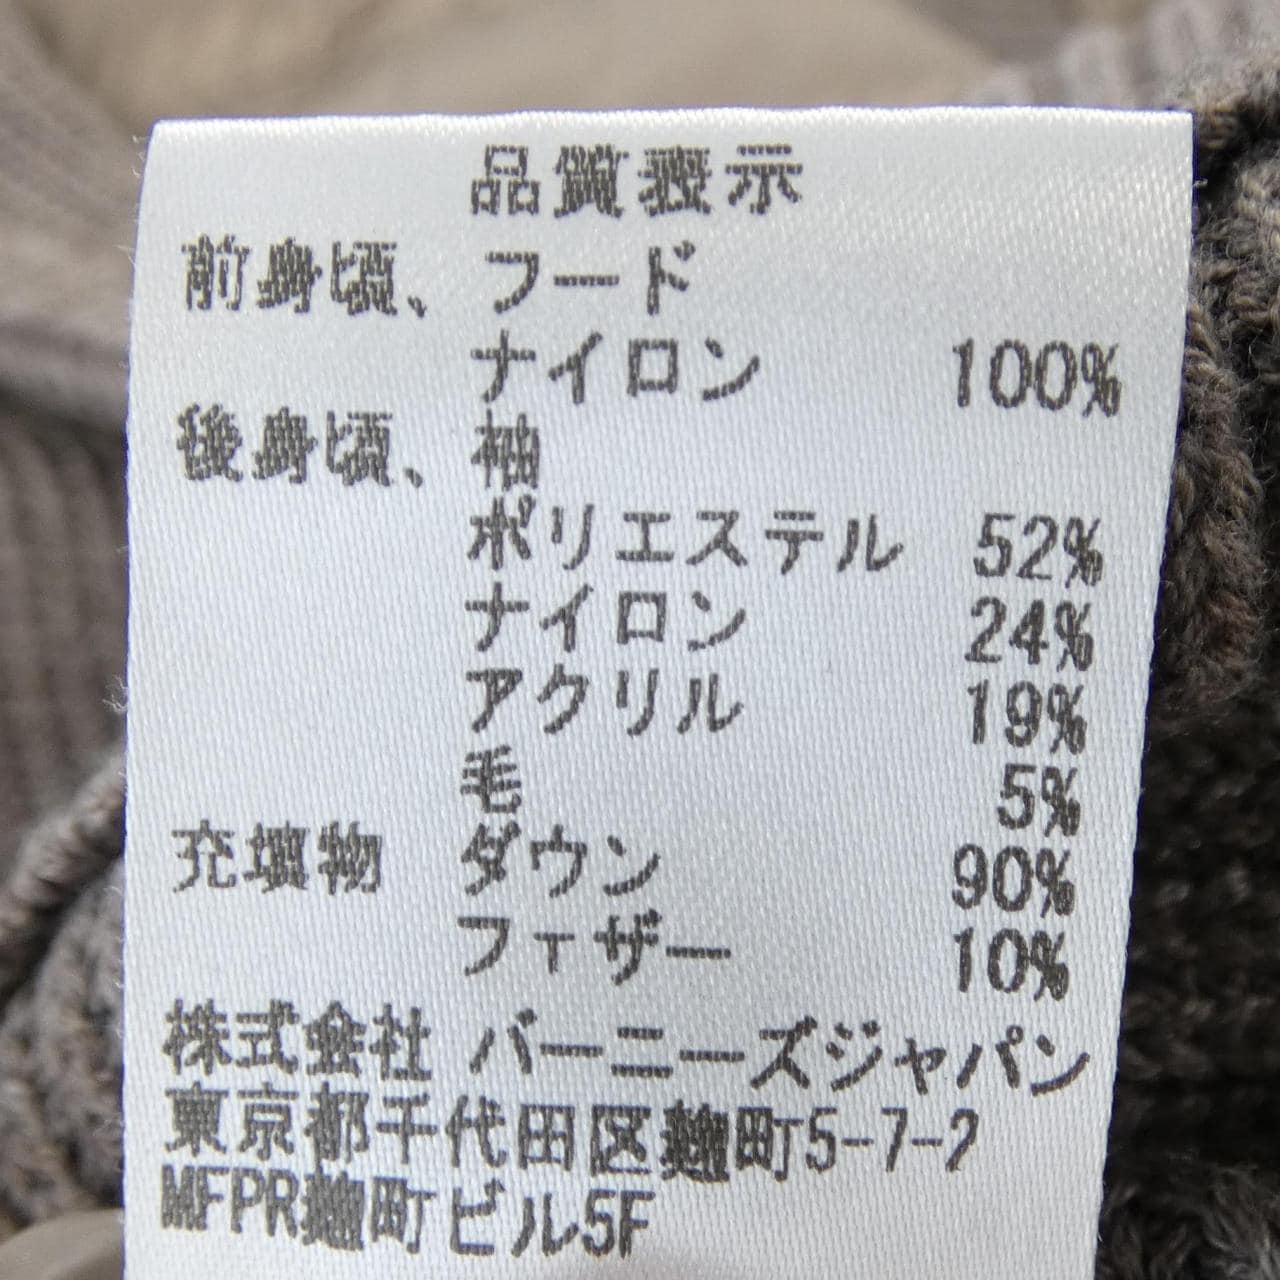 品質表示
前身頃、フード
ナイロン 100%
後身頃、袖
ポリエステル 52%
ナイロン 24%
アクリル 19%
毛 5%
充填物 ダウン 90%
フェザー 10%
株式会社 バーニーズジャパン
東京都千代田区麹町5-7-2
MFPR麹町ビル5F